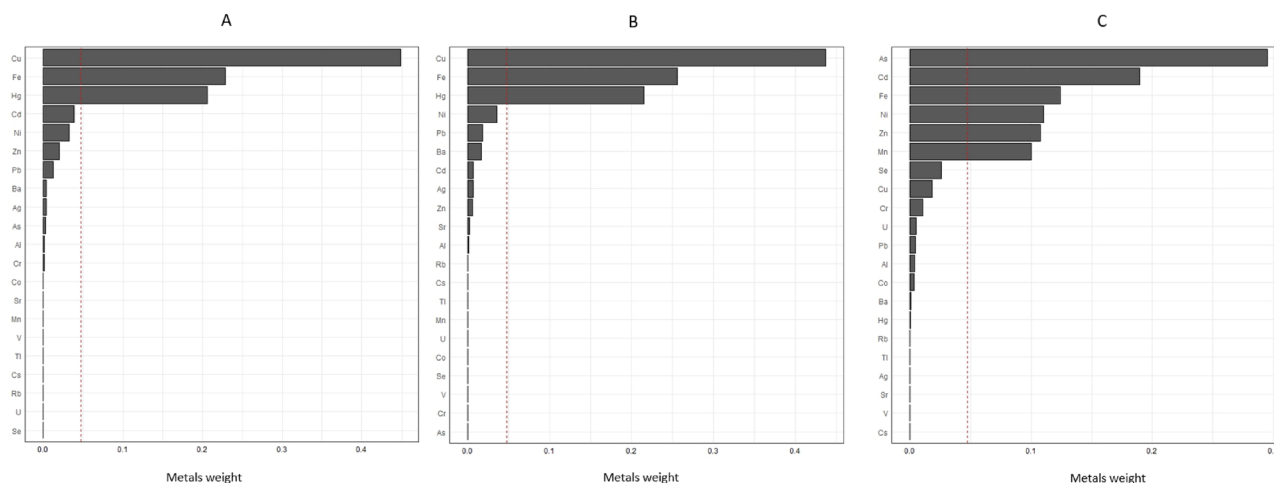 A
Cu
Fe
Hg
Cd
Ni
Zn
Pb
Ba
Ag
As
Al
Cr
Co
Sr
Mn
V
Tl
Cs
Rb
U
Se
0.0 0.1 0.2 0.3 0.4
Metals weight
B
Cu
Fe
Hg
Ni
Pb
Ba
Cd
Ag
Zn
Sr
Al
Rb
Cs
Tl
Mn
U
Co
Se
V
Cr
As
0.0 0.1 0.2 0.3 0.4
Metals weight
C
As
Cd
Fe
Ni
Zn
Mn
Se
Cu
Cr
U
Pb
Al
Co
Ba
Hg
Rb
Tl
Ag
Sr
V
Cs
0.0 0.1 0.2
Metals weight